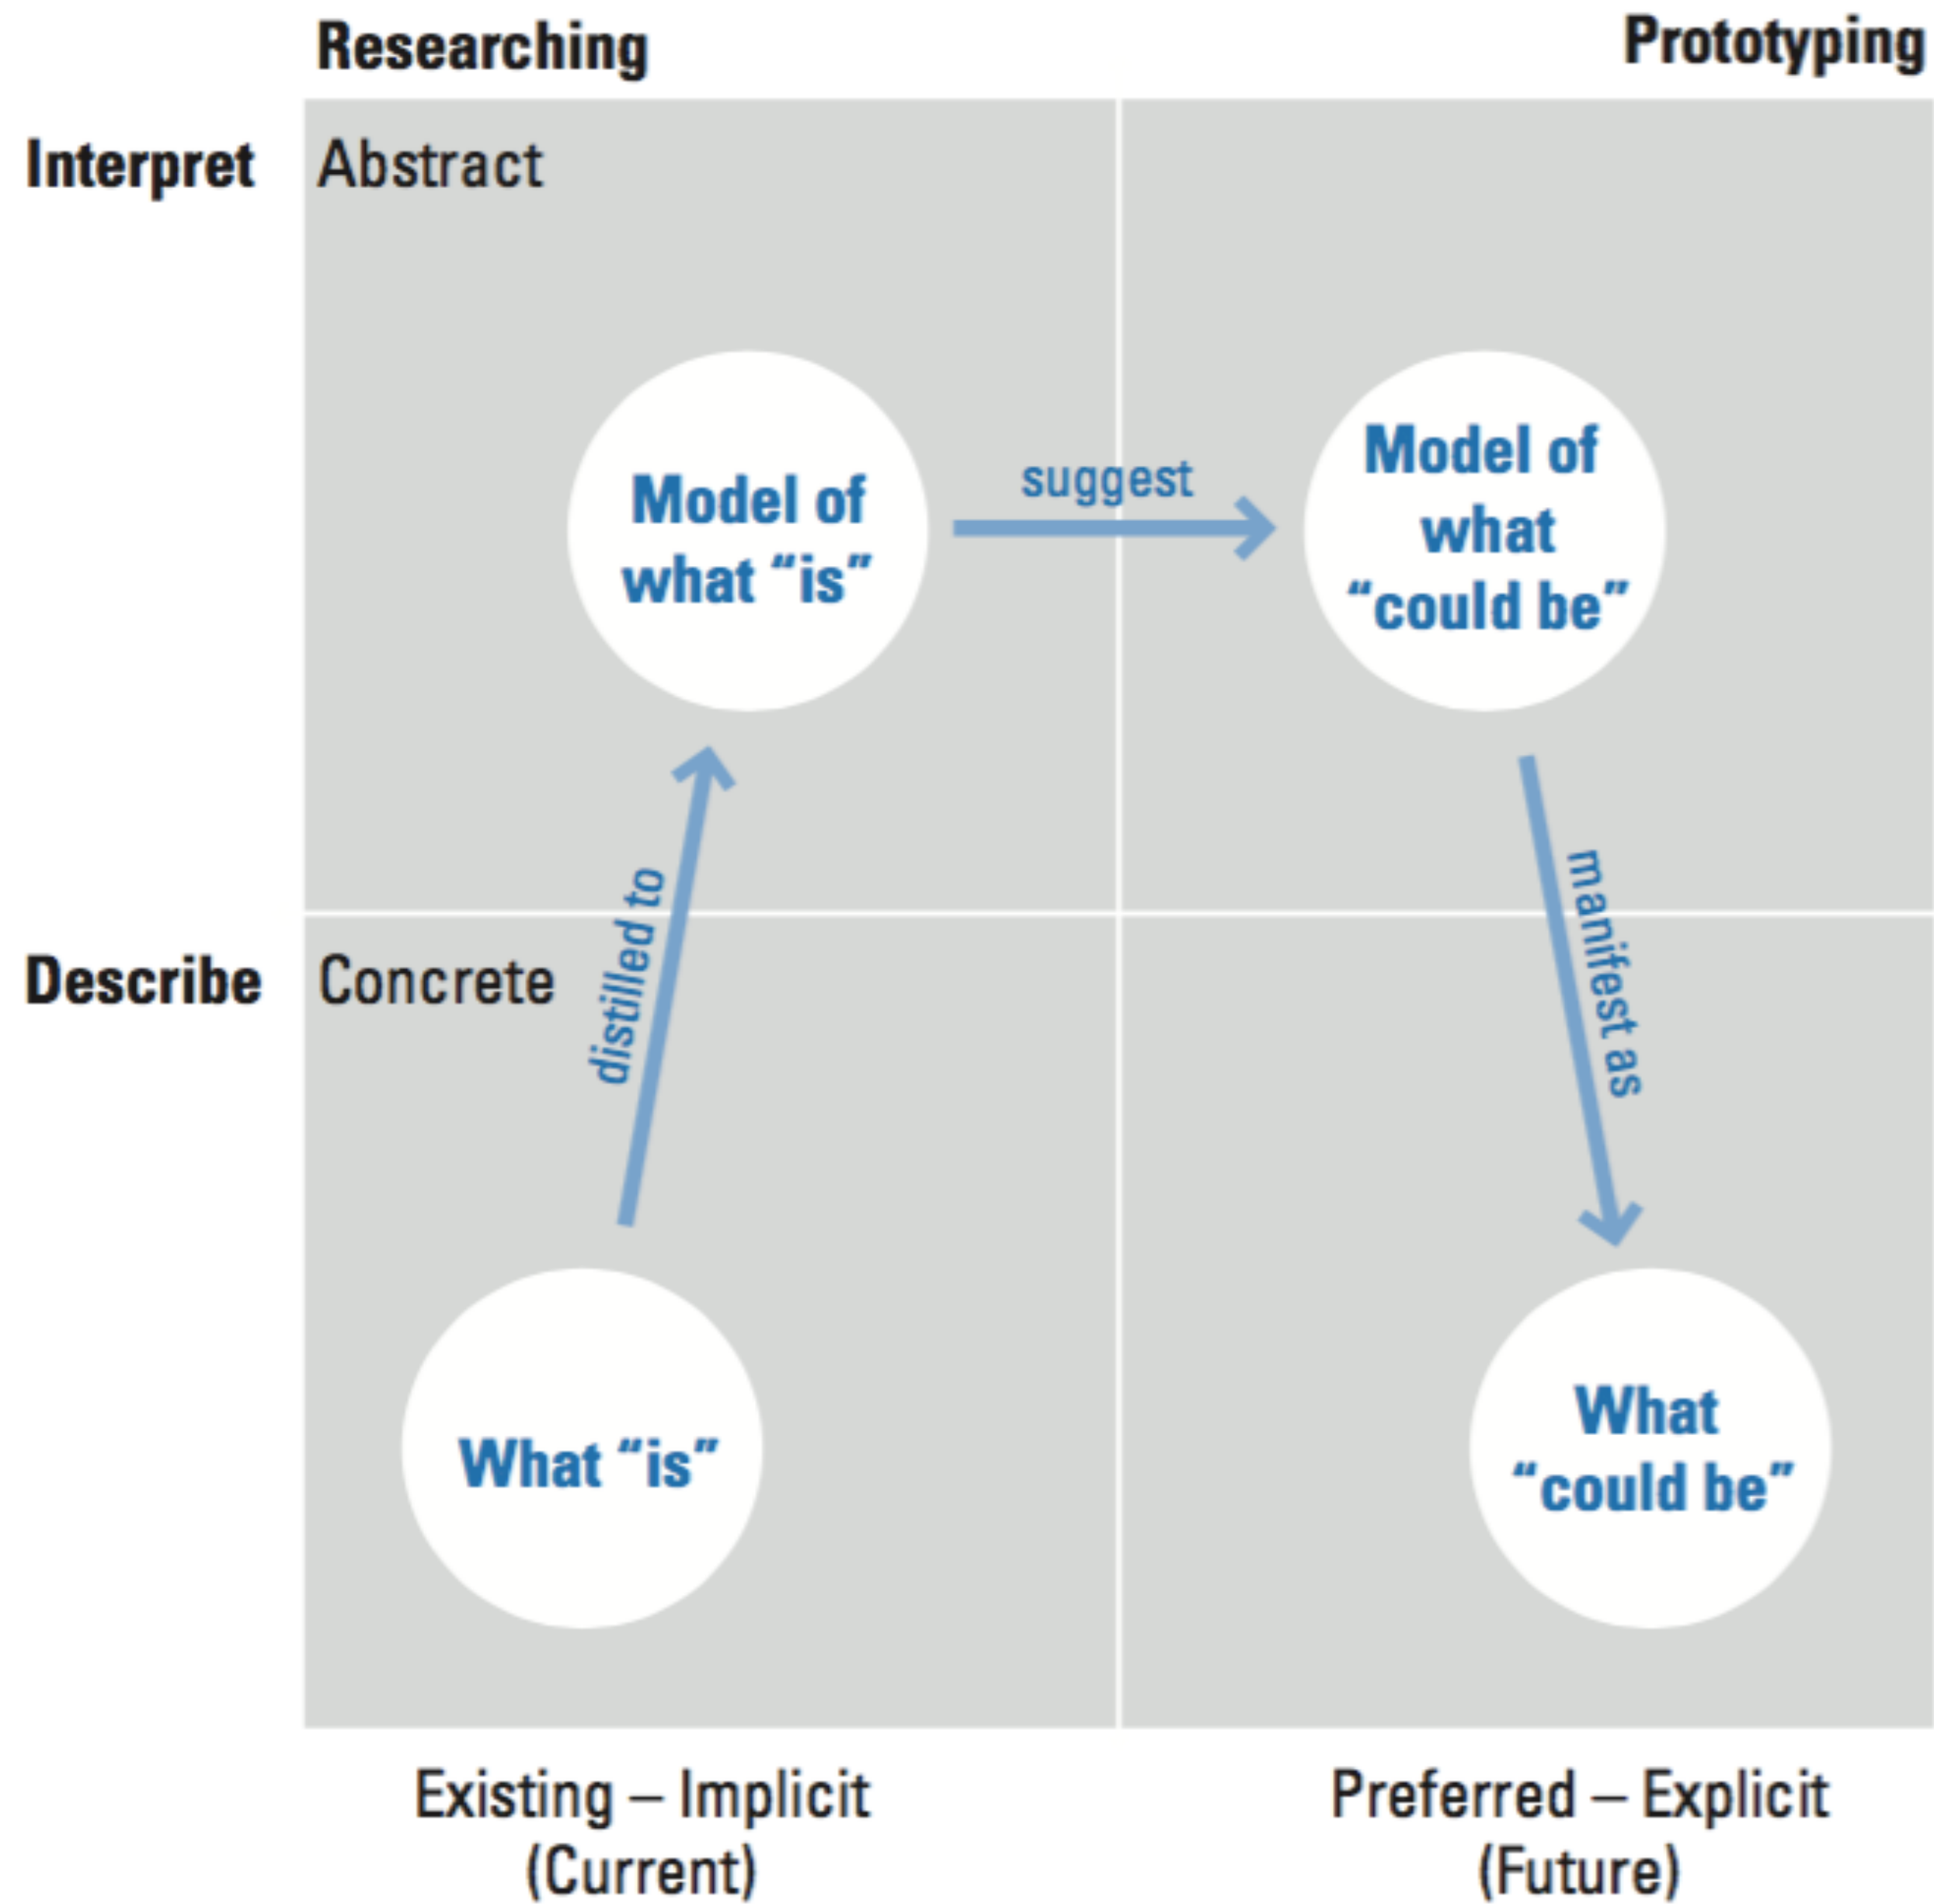 Researching
Prototyping
Interpret
Abstract
Model of
what “is”
suggest
Model of
what
“could be”
distilled to
manifest as
Describe
Concrete
What “is”
What
“could be”
Existing – Implicit
(Current)
Preferred – Explicit
(Future)